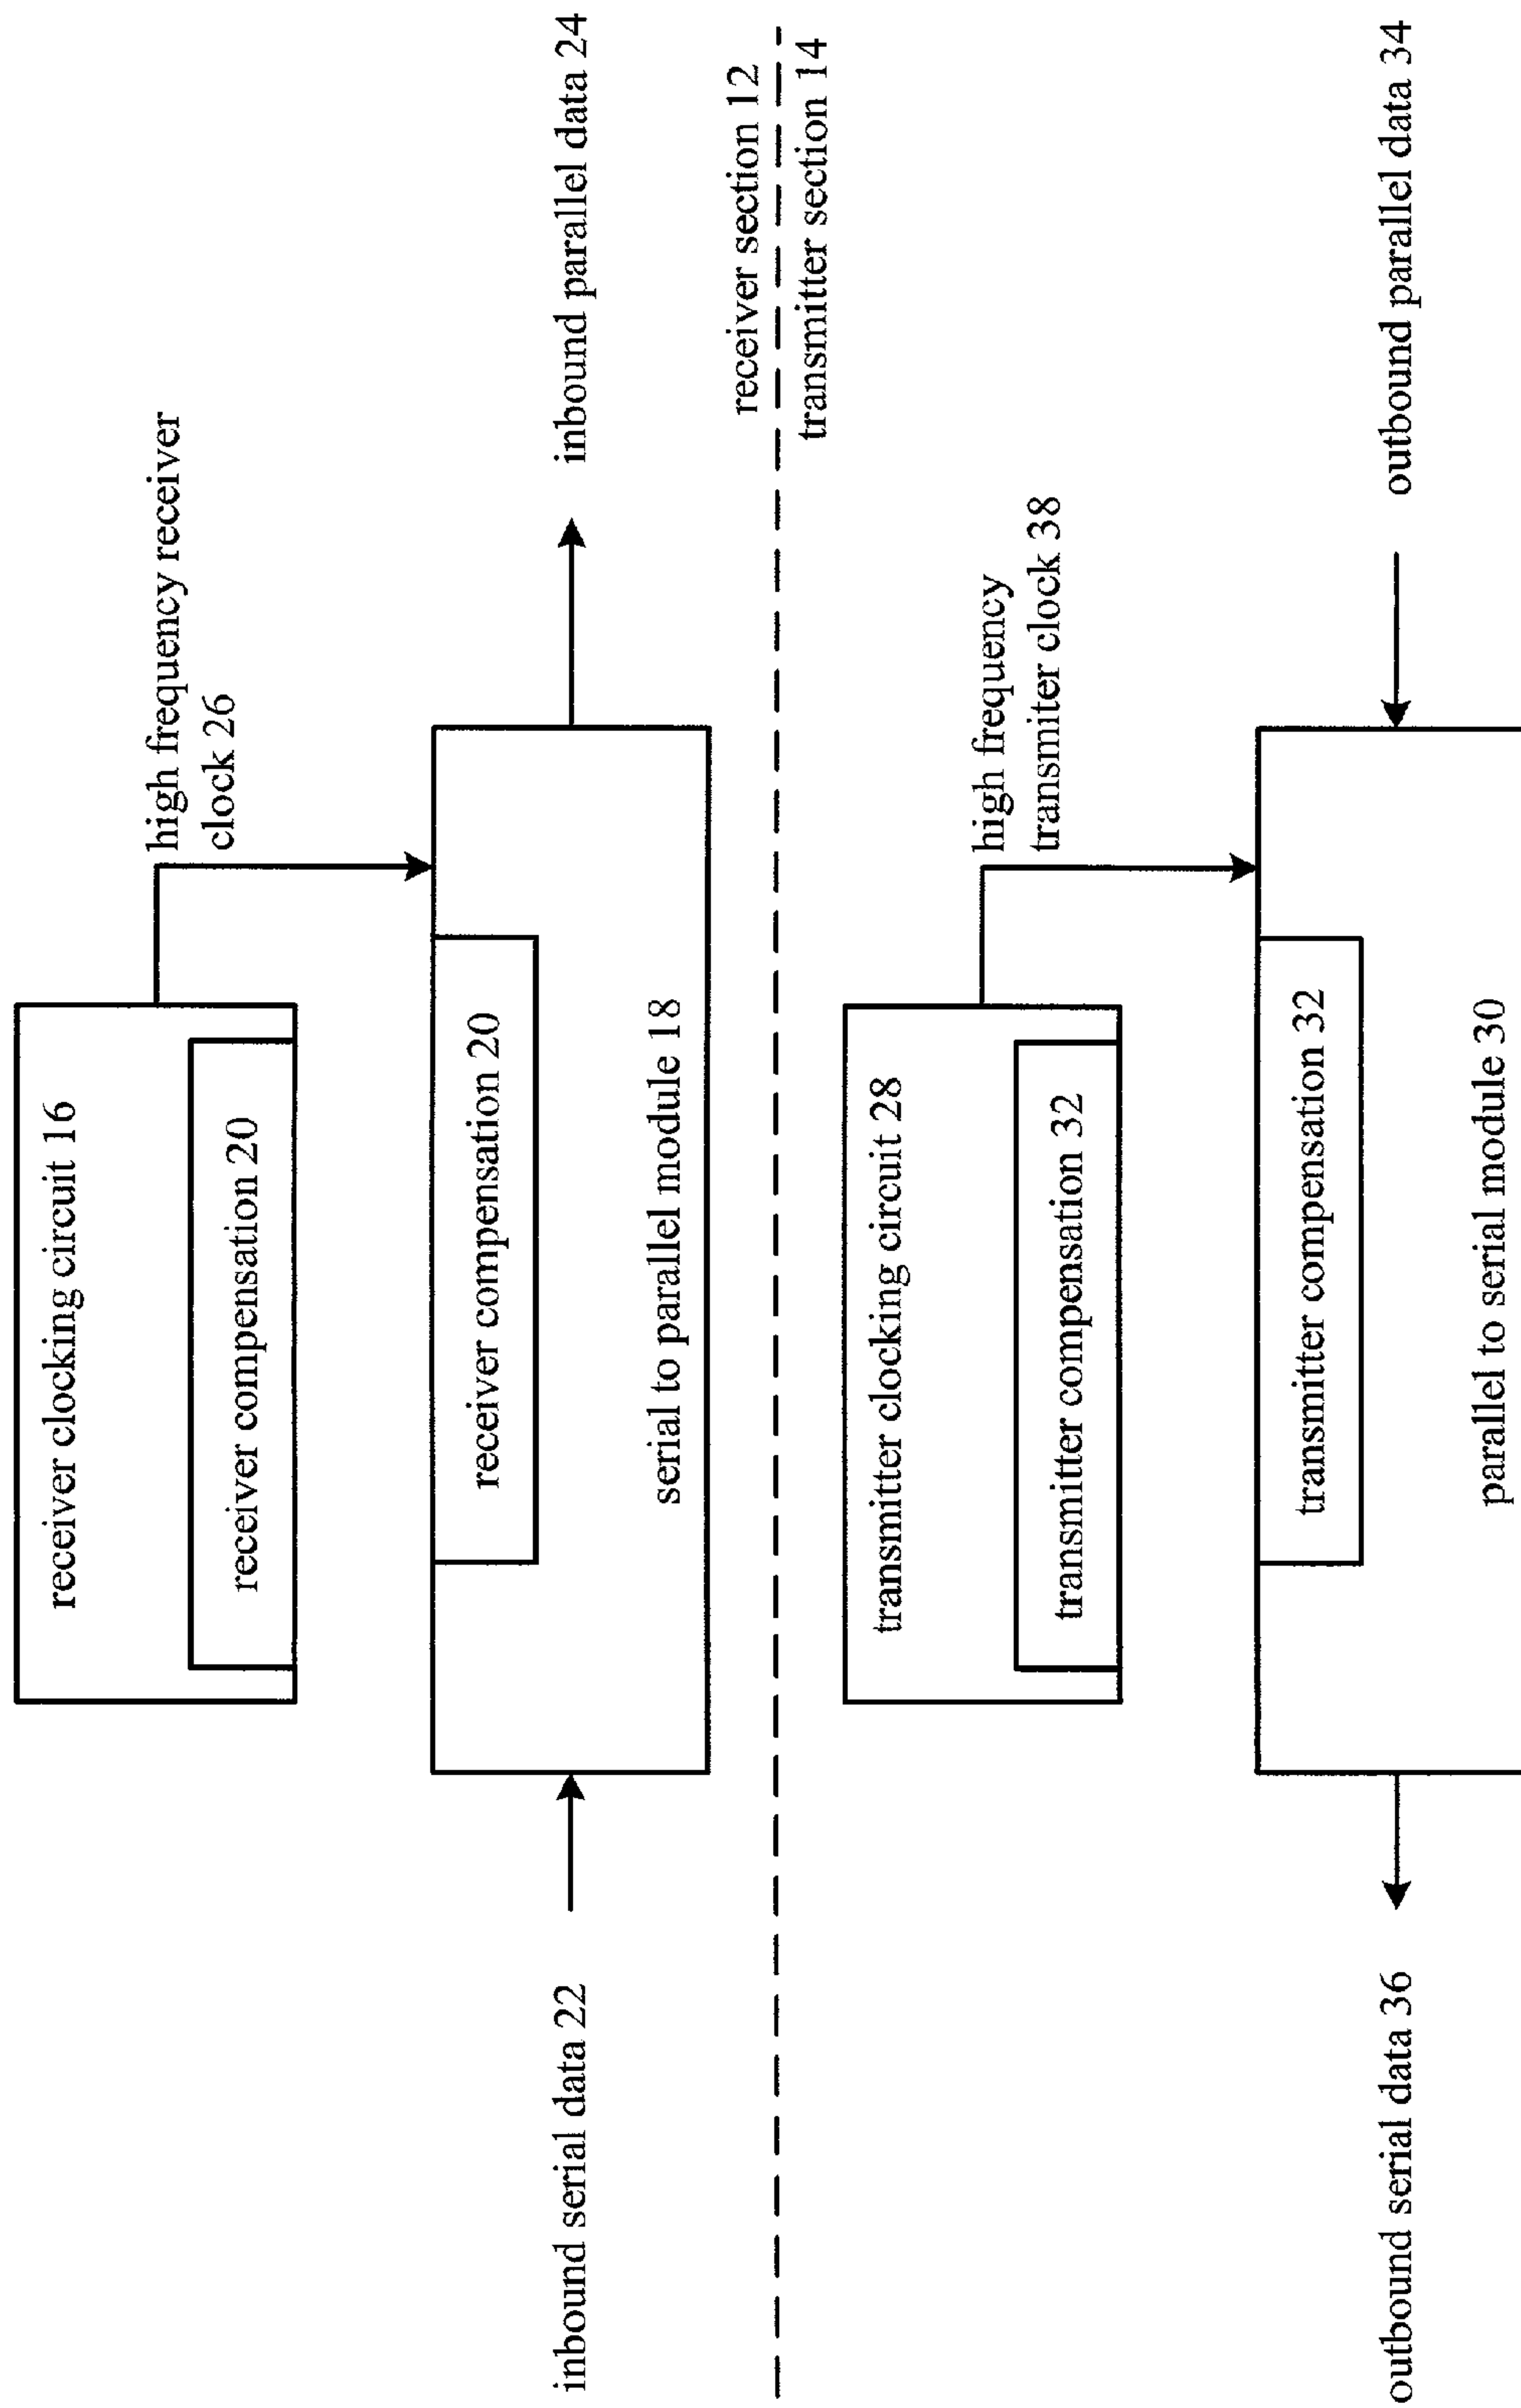 receiver clocking circuit 16
receiver compensation 20
high frequency receiver
clock 26
receiver compensation 20
serial to parallel module 18
inbound serial data 22
inbound parallel data 24
receiver section 12
transmitter section 14
transmitter clocking circuit 28
transmitter compensation 32
high frequency
transmiter clock 38
transmitter compensation 32
parallel to serial module 30
outbound serial data 36
outbound parallel data 34